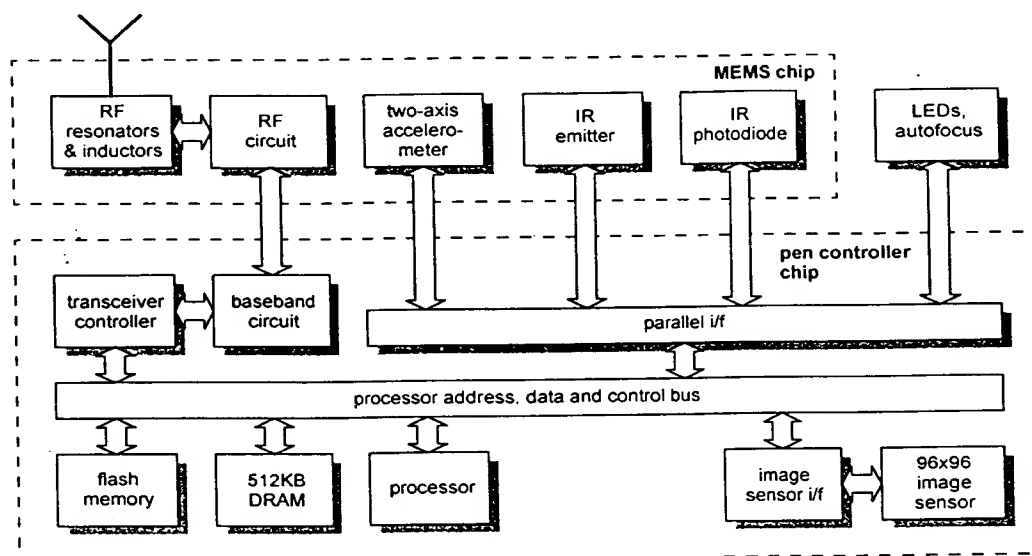 MEMS chip
RF
resonators
& inductors
RF
circuit
two-axis
accelero-
meter
IR
emitter
IR
photodiode
LEDs,
autofocus
pen controller
chip
transceiver
controller
baseband
circuit
parallel i/f
processor address, data and control bus
flash
memory
512KB
DRAM
processor
image
sensor i/f
96x96
image
sensor